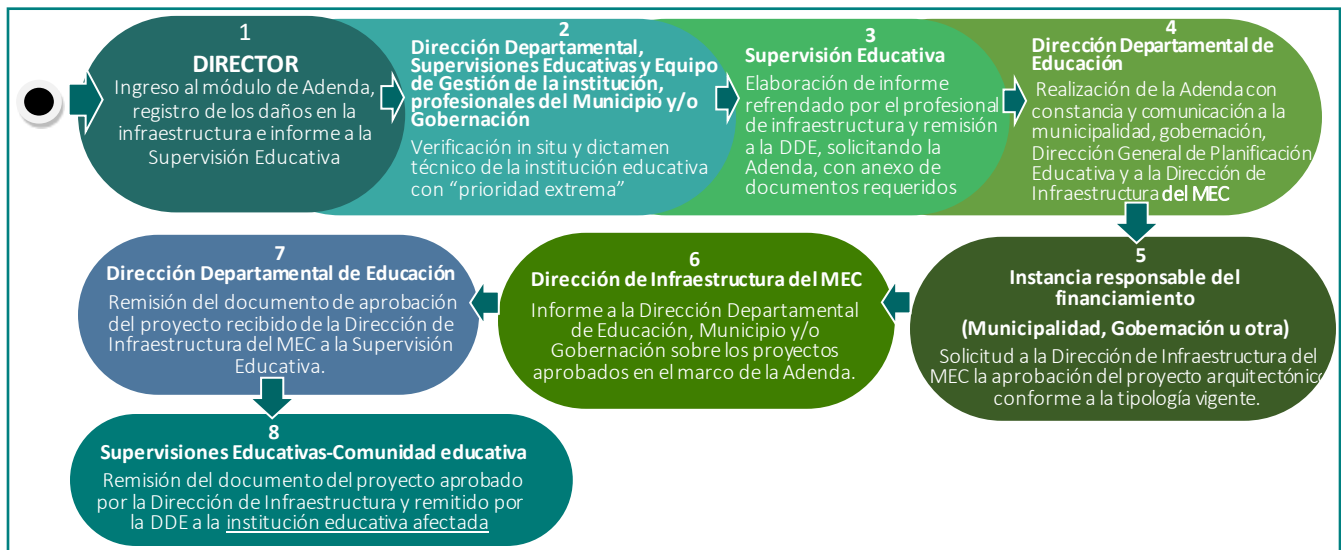 1
DIRECTOR
Ingreso al módulo de Adenda,
registro de los daños en la
infraestructura e informe a la
Supervisión Educativa
2
Dirección Departamental,
Supervisiones Educativas y Equipo
de Gestión de la institución,
profesionales del Municipio y/o
Gobernación
Verificación in situ y dictamen
técnico de la institución educativa
con “prioridad extrema”
3
Supervisión Educativa
Elaboración de informe
refrendado por el profesional
de infraestructura y remisión
a la DDE, solicitando la
Adenda, con anexo de
documentos requeridos
4
Dirección Departamental de
Educación
Realización de la Adenda con
constancia y comunicación a la
municipalidad, gobernación,
Dirección General de Planificación
Educativa y a la Dirección de
Infraestructura del MEC
5
Instancia responsable del
financiamiento
(Municipalidad, Gobernación u otra)
Solicitud a la Dirección de Infraestructura del
MEC la aprobación del proyecto arquitectónico
conforme a la tipología vigente.
6
Dirección de Infraestructura del MEC
Informe a la Dirección Departamental
de Educación, Municipio y/o
Gobernación sobre los proyectos
aprobados en el marco de la Adenda.
7
Dirección Departamental de Educación
Remisión del documento de aprobación
del proyecto recibido de la Dirección de
Infraestructura del MEC a la Supervisión
Educativa.
8
Supervisiones Educativas-Comunidad educativa
Remisión del documento del proyecto aprobado
por la Dirección de Infraestructura y remitido por
la DDE a la institución educativa afectada